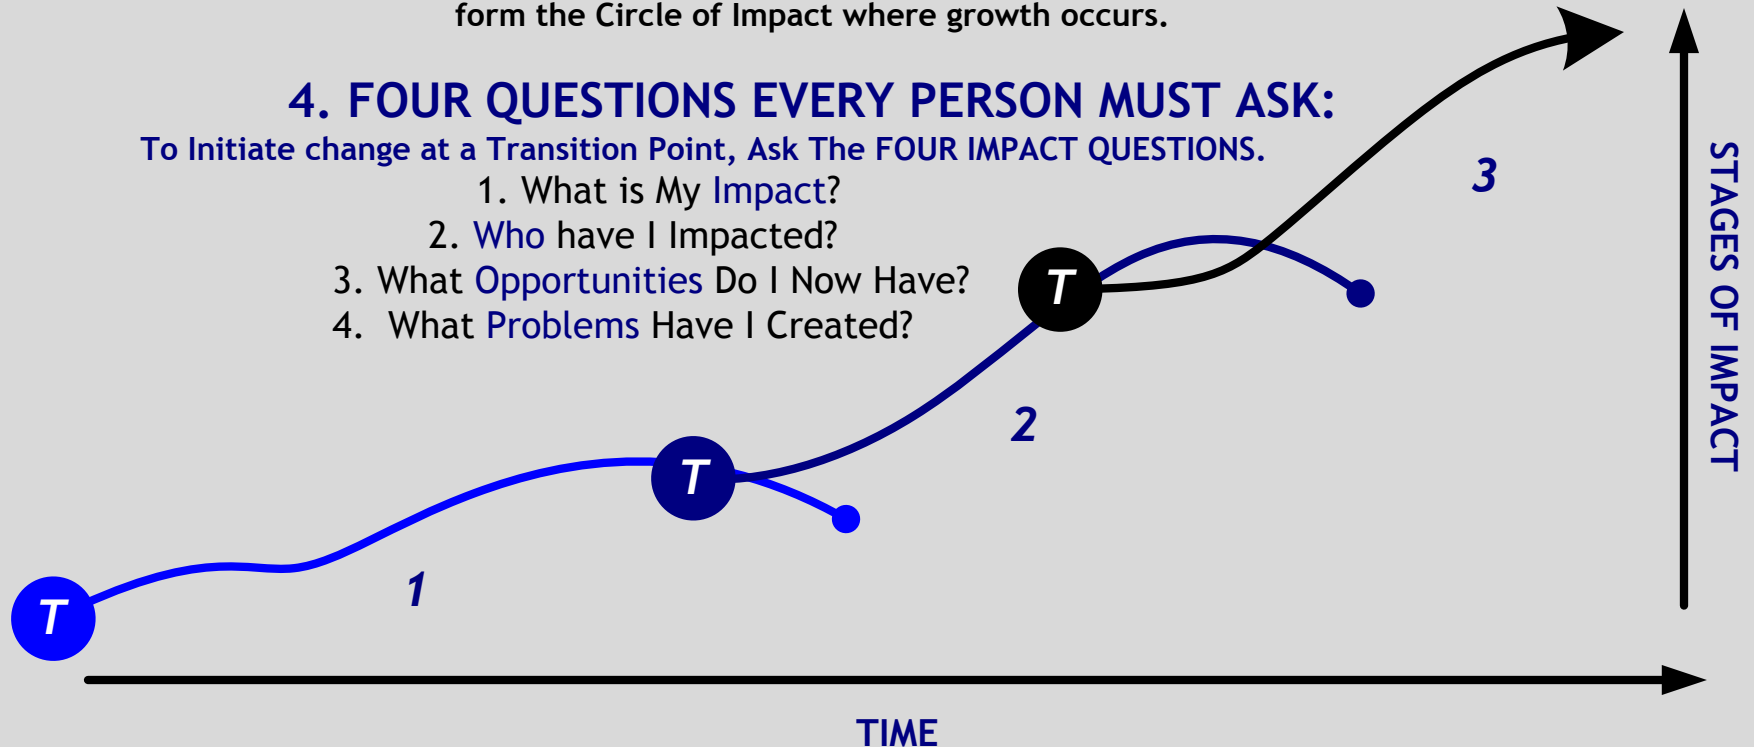 form the Circle of Impact where growth occurs.
4. FOUR QUESTIONS EVERY PERSON MUST ASK:
To Initiate change at a Transition Point, Ask The FOUR IMPACT QUESTIONS.
1. What is My Impact?
2. Who have I Impacted?
3. What Opportunities Do I Now Have?
4. What Problems Have I Created?
3
STAGES OF IMPACT
T
2
T
1
T
TIME